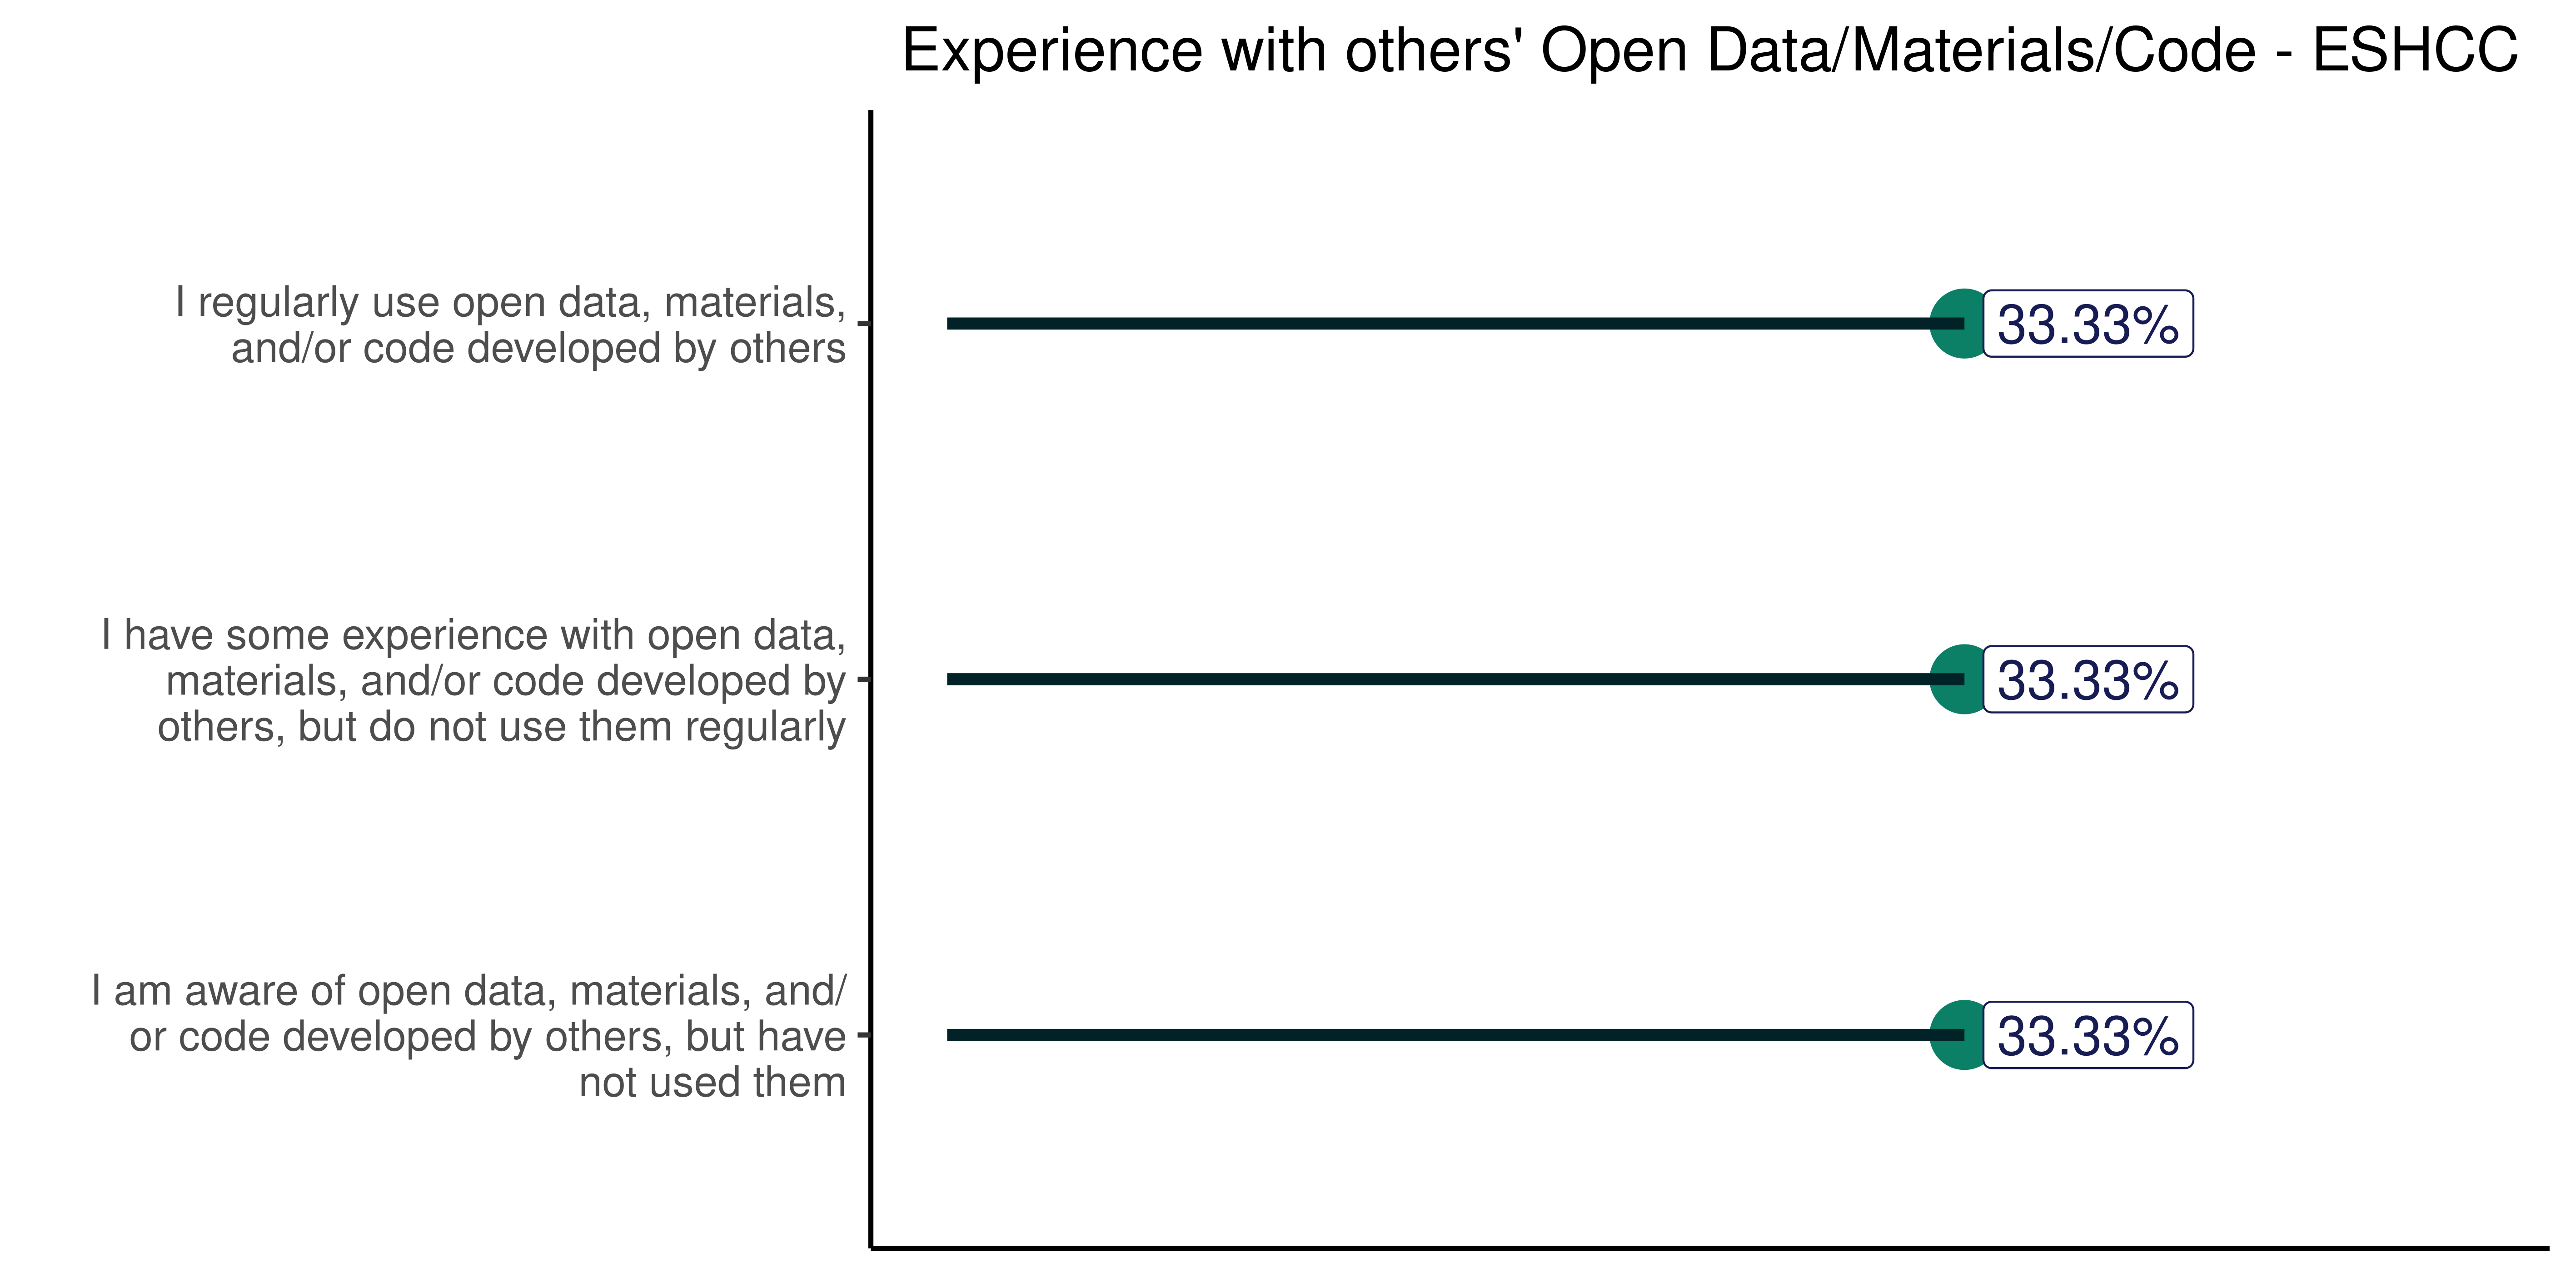 Experience with others' Open Data/Materials/Code - ESHCC
I regularly use open data, materials,
and/or code developed by others
33.33%
I have some experience with open data,
materials, and/or code developed by
others, but do not use them regularly
33.33%
I am aware of open data, materials, and/
or code developed by others, but have
not used them
33.33%